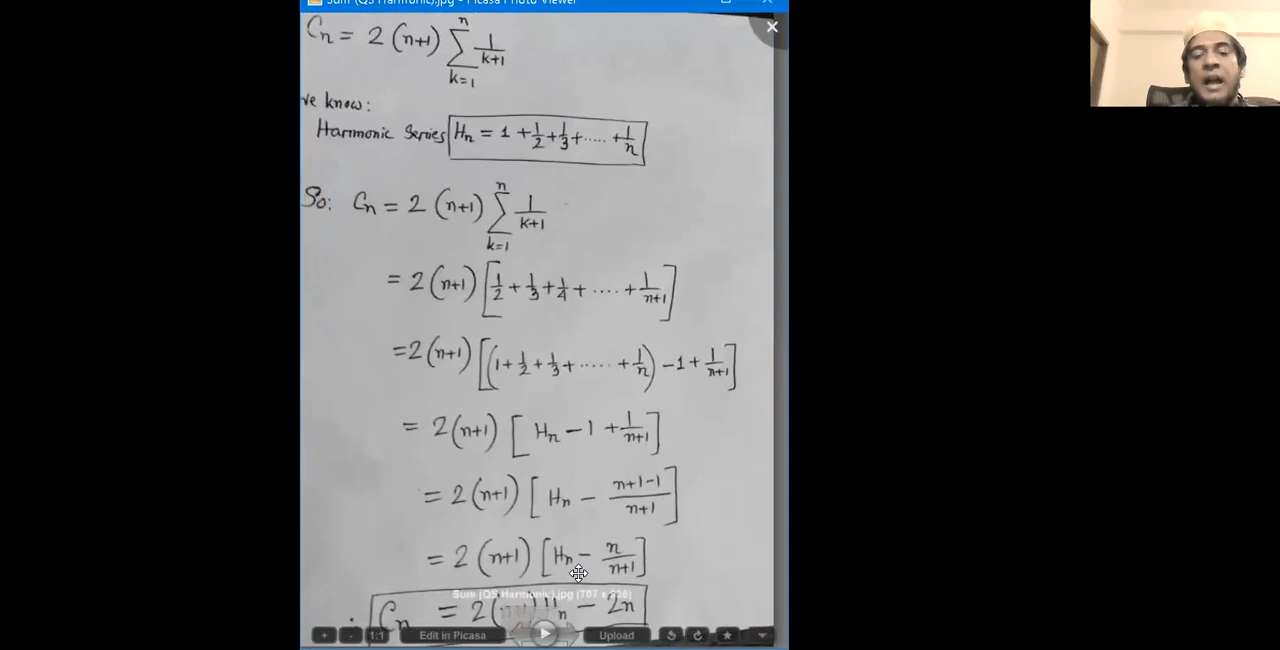 Sum (QS Harmonic).jpg - Picasa Photo Viewer
Cn = 2 (n+1) n ∑ k=1 1/k+1
we know:
Harmonic Series Hn = 1 + 1/2 + 1/3 + ..... + 1/n
So: Cn = 2 (n+1) n ∑ k=1 1/k+1
= 2 (n+1) [1/2 + 1/3 + 1/4 + .... + 1/n+1]
= 2 (n+1) [(1 + 1/2 + 1/3 + ..... + 1/n) - 1 + 1/n+1]
= 2 (n+1) [Hn - 1 + 1/n+1]
= 2 (n+1) [Hn - n+1-1/n+1]
= 2 (n+1) [Hn - n/n+1]
Sum (QS Harmonic).jpg (707 x
Cn = 2( n - 2n
+ - 1:1 Edit in Picasa Upload